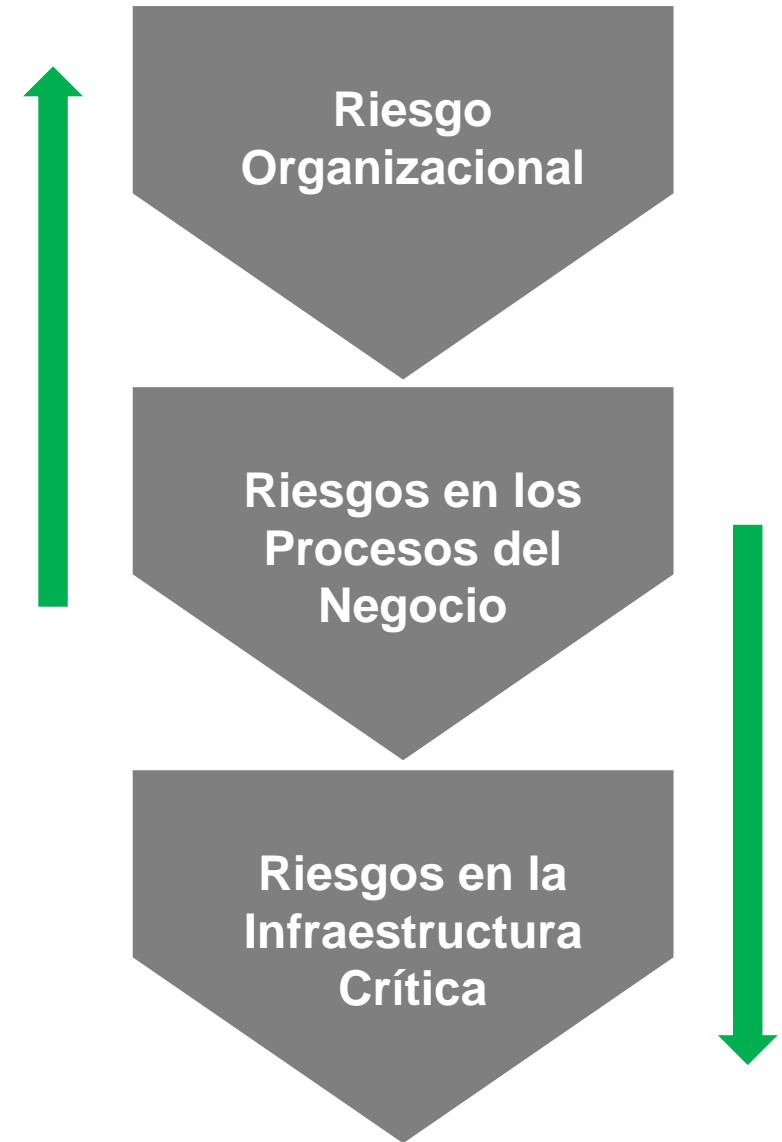 Riesgo
Organizacional
Riesgos en los
Procesos del
Negocio
Riesgos en la
Infraestructura
Crítica